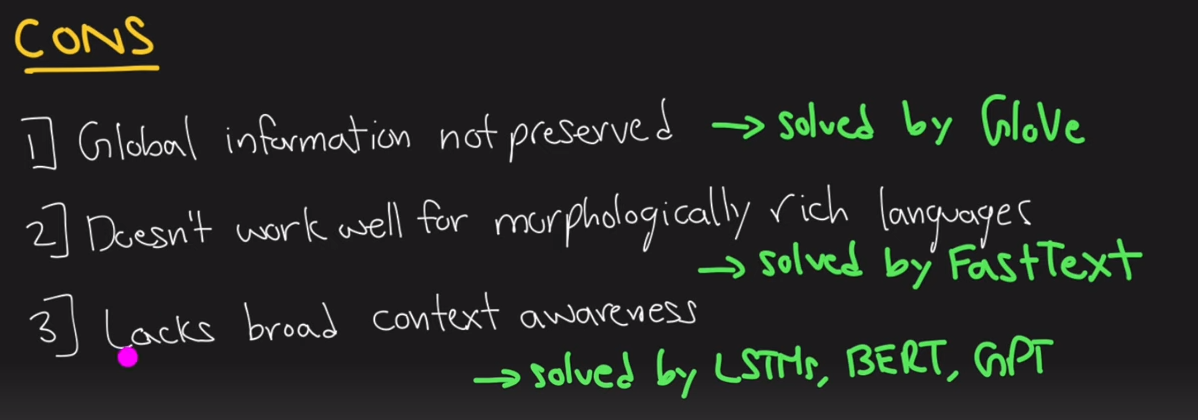 CONS
1] Global information not preserved → solved by GloVe
2] Doesn't work well for morphologically rich languages
→ solved by FastText
3] Lacks broad context awareness
→ solved by LSTMs, BERT, GPT